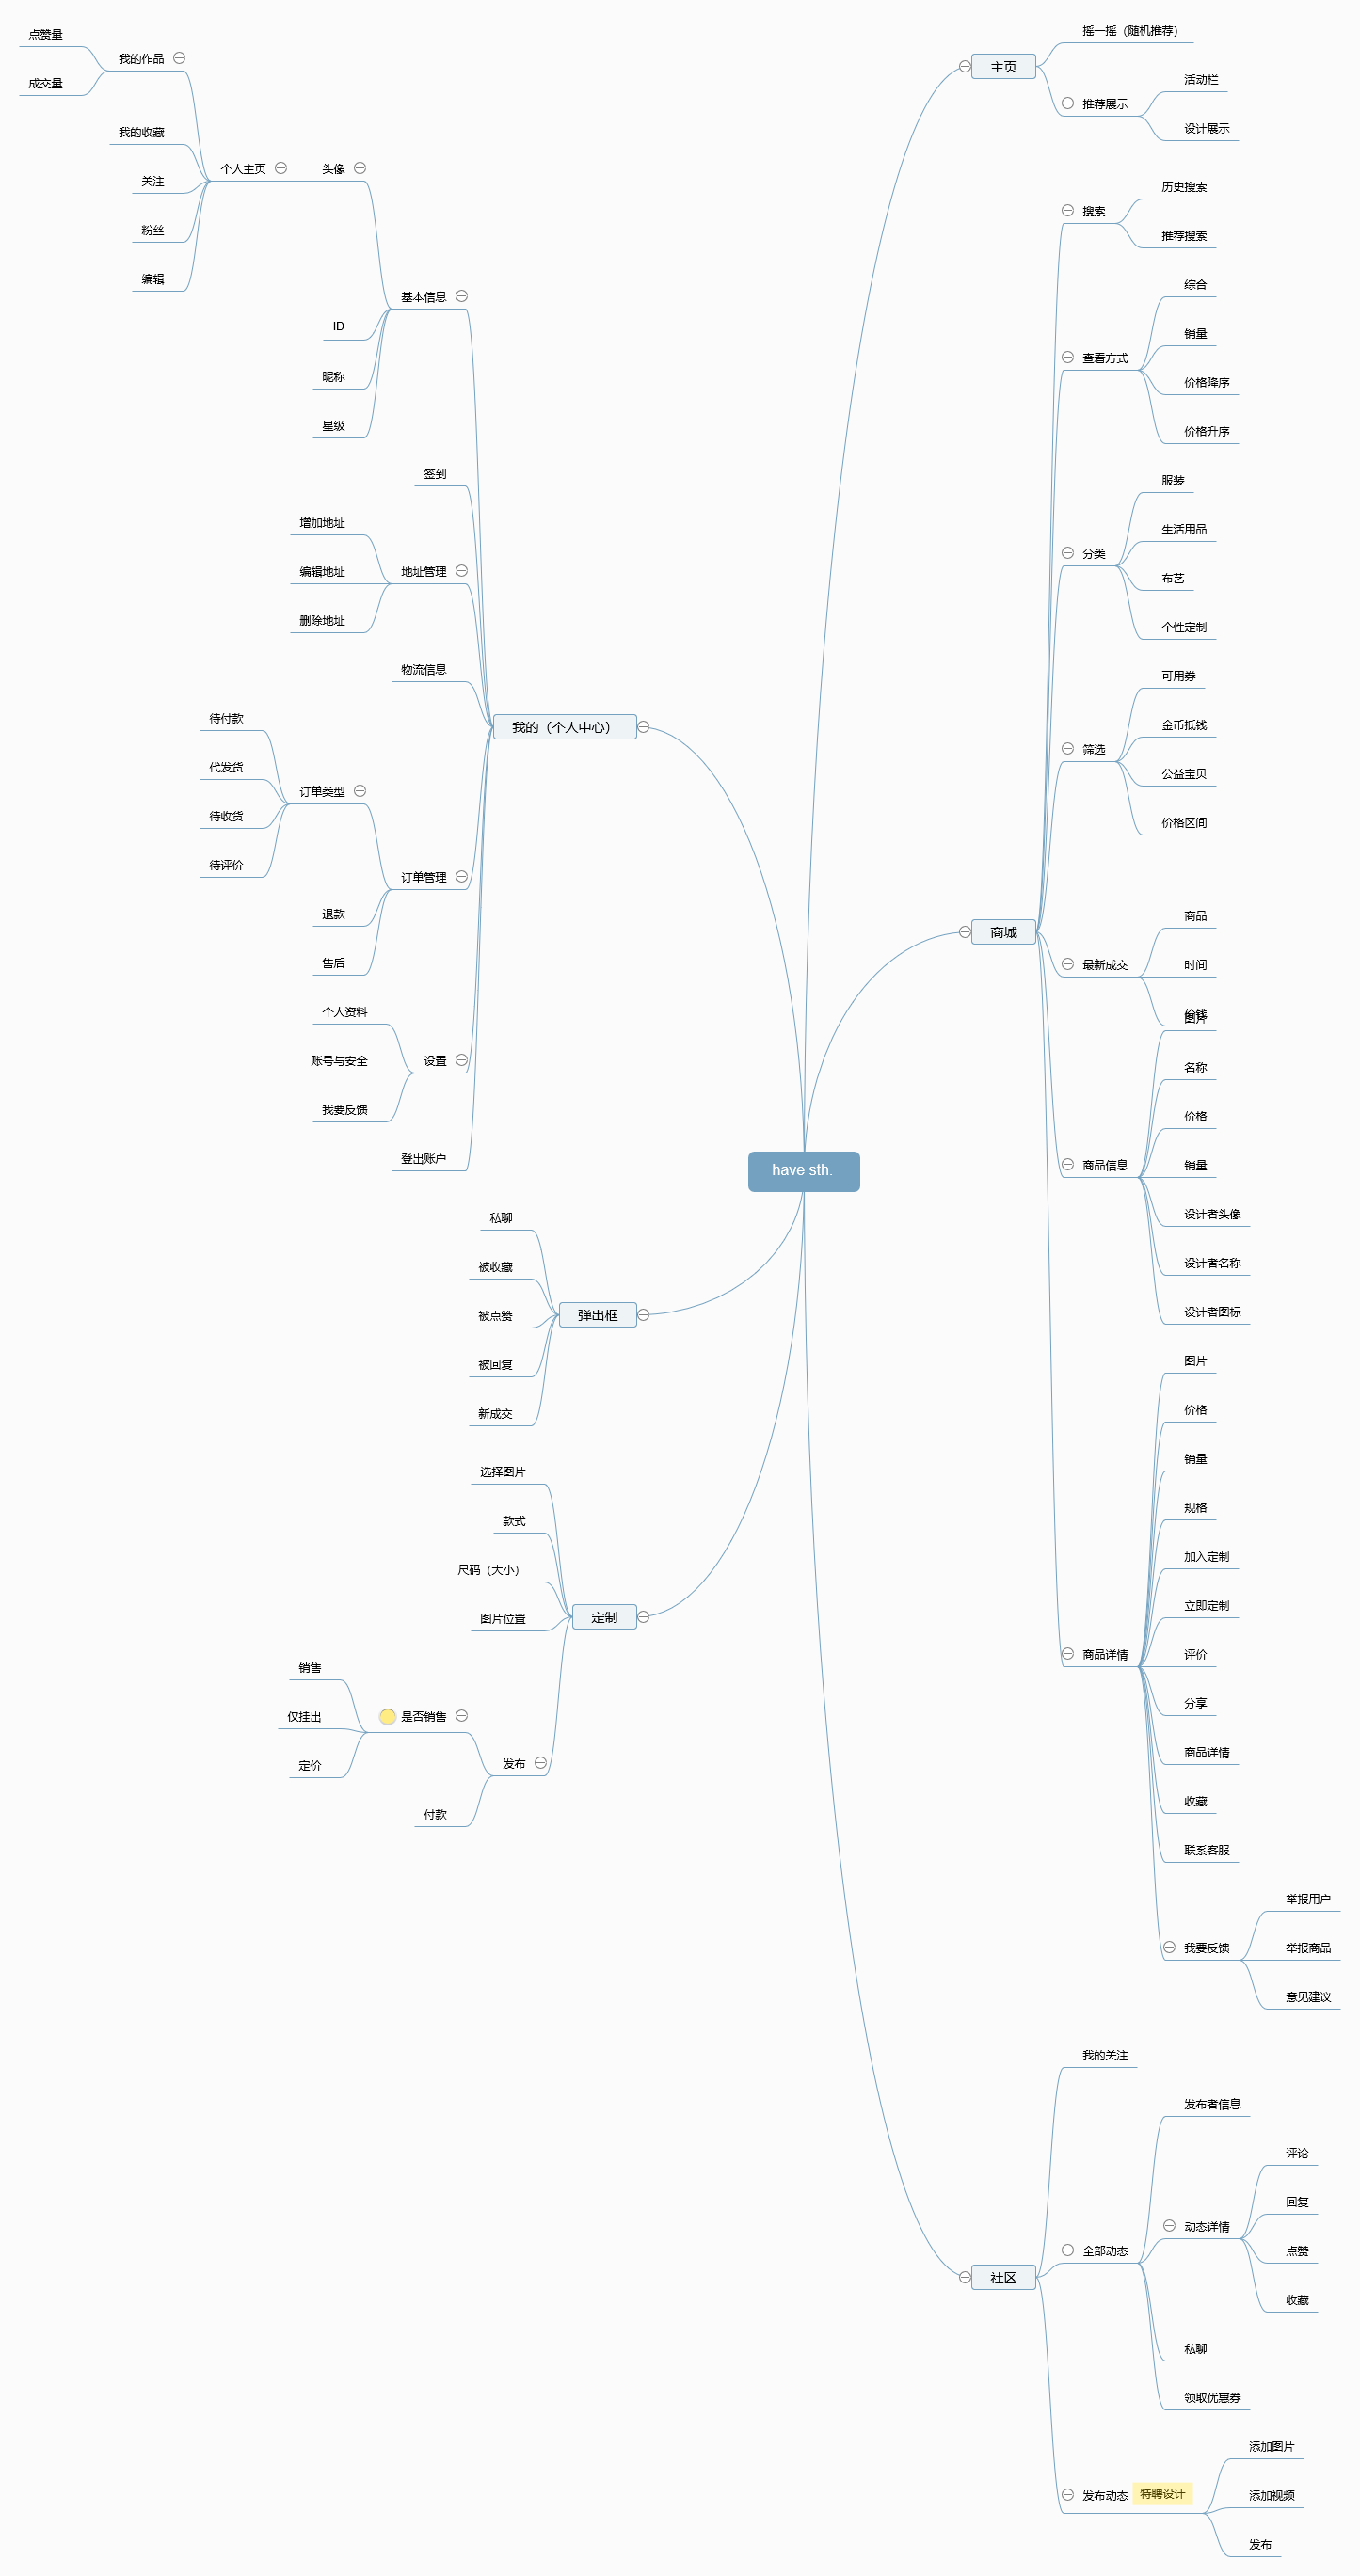 have sth.
主页
摇一摇（随机推荐）
推荐展示
活动栏
设计展示
商城
搜索
历史搜索
推荐搜索
查看方式
综合
销量
价格降序
价格升序
分类
服装
生活用品
布艺
个性定制
筛选
可用券
金币抵钱
公益宝贝
价格区间
最新成交
商品
时间
价钱
商品信息
图片
名称
价格
销量
设计者头像
设计者名称
设计者图标
商品详情
图片
价格
销量
规格
加入定制
立即定制
评价
分享
商品详情
收藏
联系客服
我要反馈
举报用户
举报商品
意见建议
社区
我的关注
全部动态
发布者信息
动态详情
评论
回复
点赞
收藏
私聊
领取优惠券
发布动态 特聘设计
添加图片
添加视频
发布
我的（个人中心）
基本信息
头像
个人主页
我的作品
点赞量
成交量
我的收藏
关注
粉丝
编辑
ID
昵称
星级
签到
地址管理
增加地址
编辑地址
删除地址
物流信息
订单管理
订单类型
待付款
代发货
待收货
待评价
退款
售后
设置
个人资料
账号与安全
我要反馈
登出账户
弹出框
私聊
被收藏
被点赞
被回复
新成交
定制
选择图片
款式
尺码（大小）
图片位置
发布
是否销售
销售
仅挂出
定价
付款